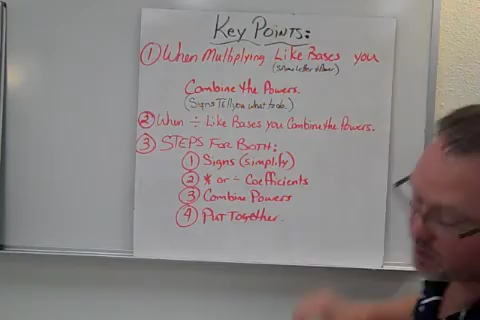 Key Points:
① When Multiplying Like Bases you
(same letter + Power)
Combine the Powers.
(Signs Tell you what to do.)
② When ÷ Like Bases you Combine the Powers.
③ STEPS FOR BOTH:
① Signs (simplify)
② * or ÷ Coefficients
③ Combine Powers
④ Put Together.